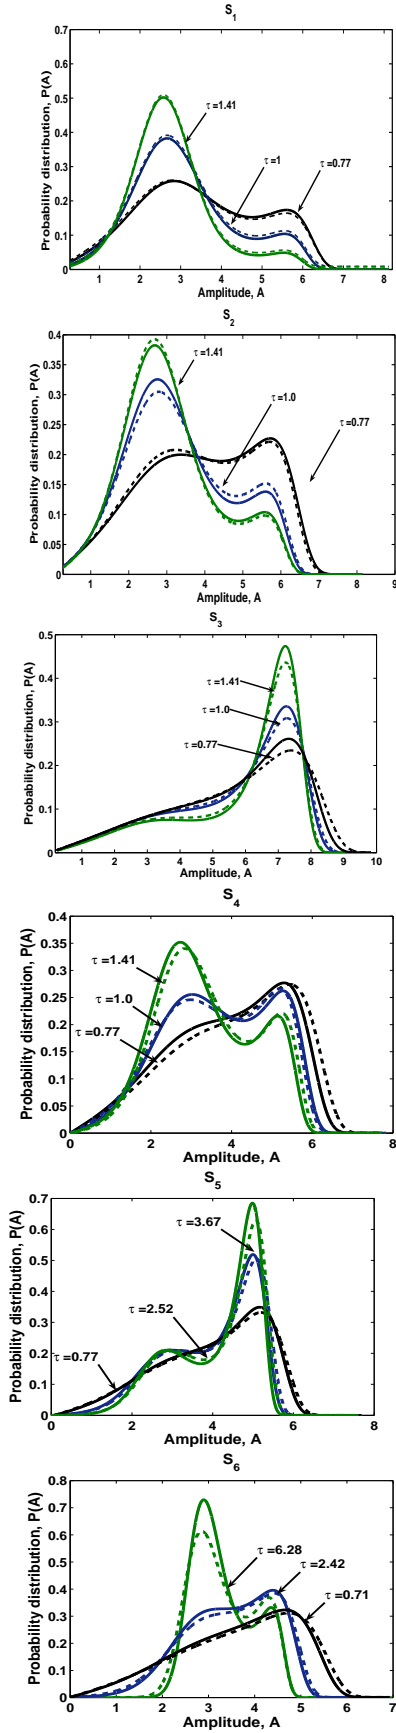 S1
Probability distribution, P(A)
0.7
0.6
0.5
0.4
0.3
0.2
0.1
0
τ=1.41
τ=1
τ=0.77
1 2 3 4 5 6 7 8
Amplitude, A
S2
Probability distribution, P(A)
0.4
0.35
0.3
0.25
0.2
0.15
0.1
0.05
0
τ=1.41
τ=1.0
τ=0.77
1 2 3 4 5 6 7 8 9
Amplitude, A
S3
Probability distribution, P(A)
0.5
0.4
0.3
0.2
0.1
0
τ=1.41
τ=1.0
τ=0.77
1 2 3 4 5 6 7 8 9 10
Amplitude, A
S4
Probability distribution, P(A)
0.4
0.35
0.3
0.25
0.2
0.15
0.1
0.05
0
τ=1.41
τ=1.0
τ=0.77
0 2 4 6 8
Amplitude, A
S5
Probability distribution, P(A)
0.7
0.6
0.5
0.4
0.3
0.2
0.1
0
τ=3.67
τ=2.52
τ=0.77
0 2 4 6 8
Amplitude, A
S6
Probability distribution, P(A)
0.8
0.7
0.6
0.5
0.4
0.3
0.2
0.1
0
τ=6.28
τ=2.42
τ=0.71
0 1 2 3 4 5 6 7
Amplitude, A